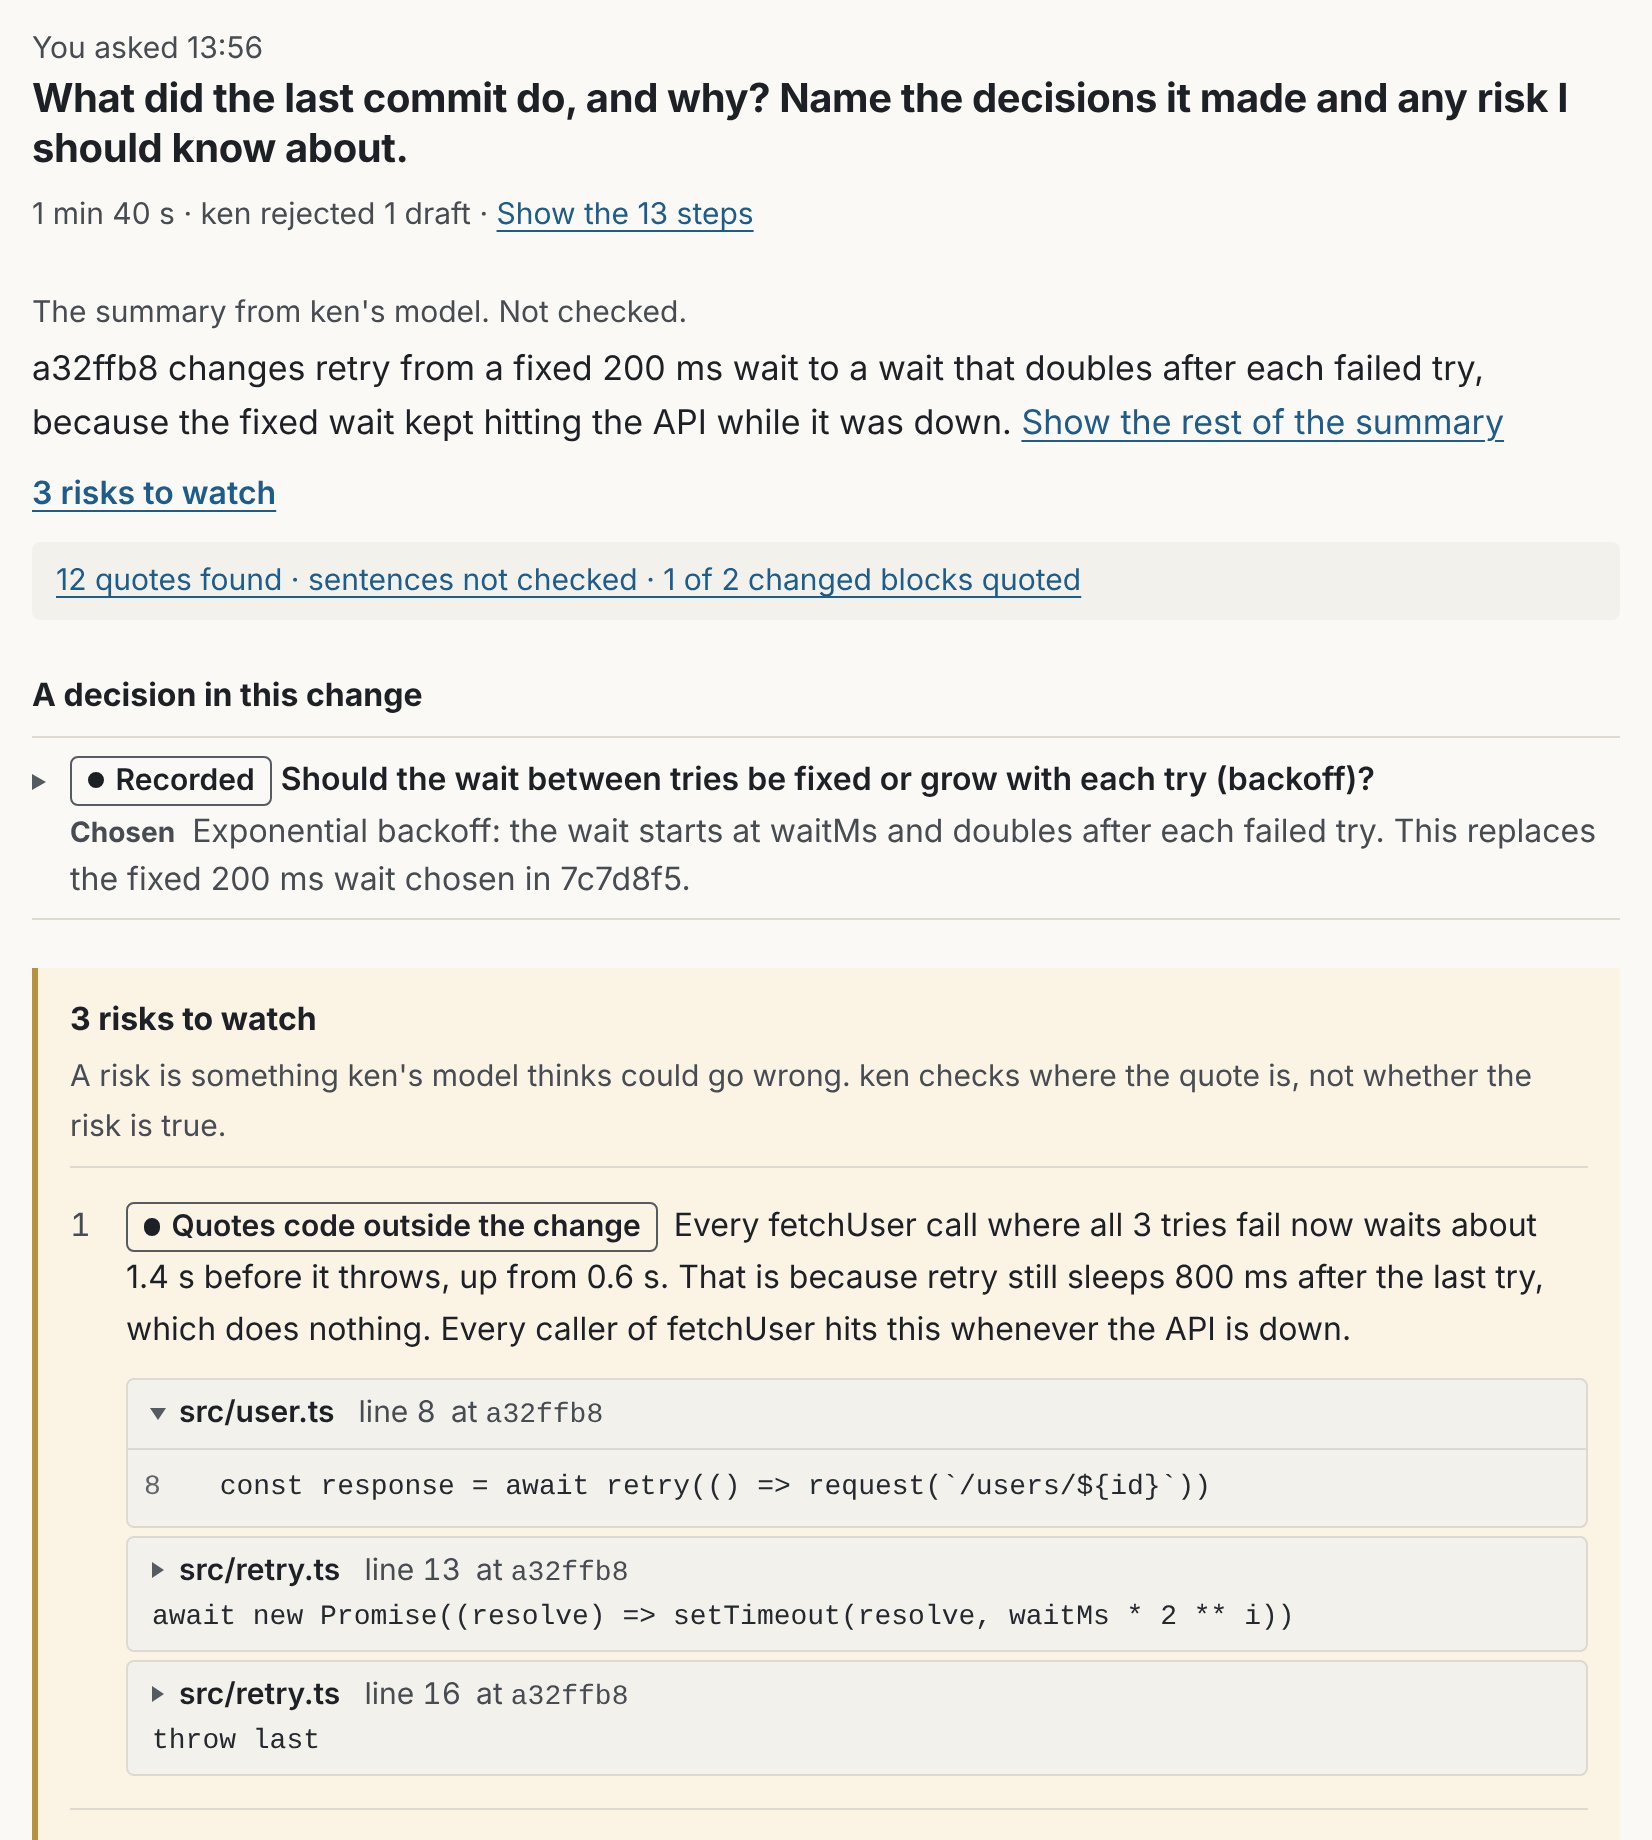 You asked 13:56
What did the last commit do, and why? Name the decisions it made and any risk I
should know about.
1 min 40 s · ken rejected 1 draft · Show the 13 steps
The summary from ken's model. Not checked.
a32ffb8 changes retry from a fixed 200 ms wait to a wait that doubles after each failed try,
because the fixed wait kept hitting the API while it was down. Show the rest of the summary
3 risks to watch
12 quotes found · sentences not checked · 1 of 2 changed blocks quoted
A decision in this change
Recorded Should the wait between tries be fixed or grow with each try (backoff)?
Chosen Exponential backoff: the wait starts at waitMs and doubles after each failed try. This replaces
the fixed 200 ms wait chosen in 7c7d8f5.
3 risks to watch
A risk is something ken's model thinks could go wrong. ken checks where the quote is, not whether the
risk is true.
1 Quotes code outside the change Every fetchUser call where all 3 tries fail now waits about
1.4 s before it throws, up from 0.6 s. That is because retry still sleeps 800 ms after the last try,
which does nothing. Every caller of fetchUser hits this whenever the API is down.
src/user.ts line 8 at a32ffb8
8 const response = await retry(() => request(`/users/${id}`))
src/retry.ts line 13 at a32ffb8
await new Promise((resolve) => setTimeout(resolve, waitMs * 2 ** i))
src/retry.ts line 16 at a32ffb8
throw last